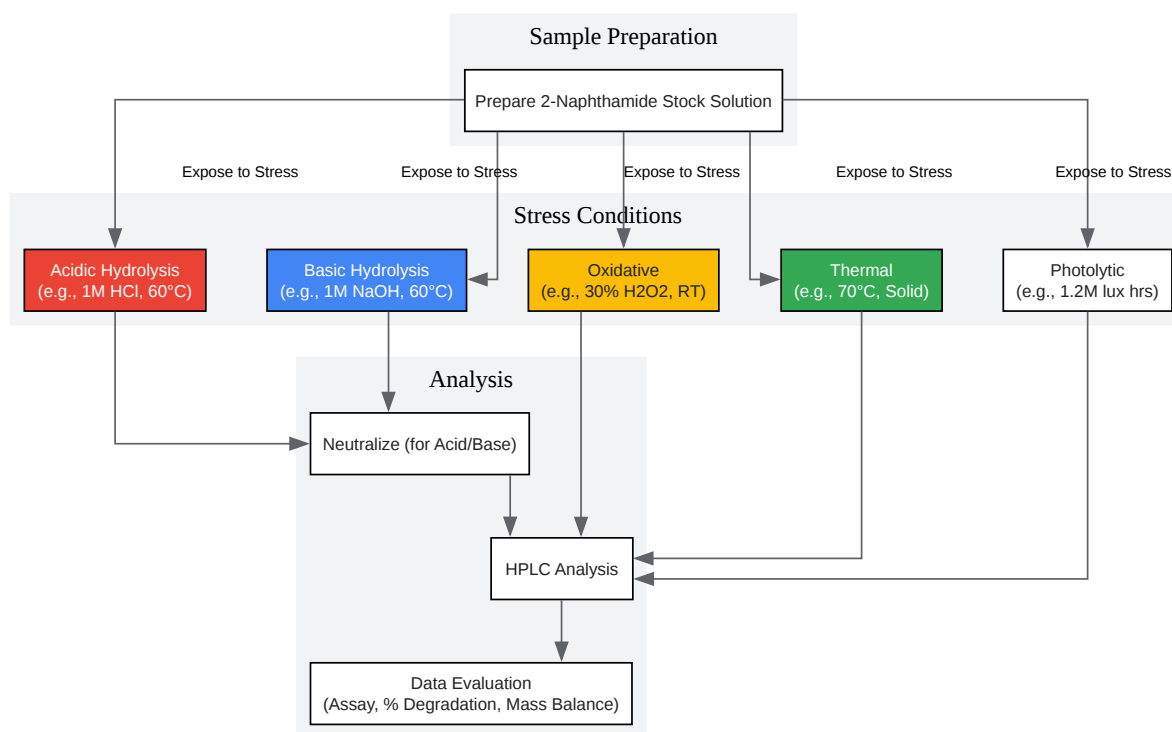 Sample Preparation
Prepare 2-Naphthamide Stock Solution
Expose to Stress
Expose to Stress
Expose to Stress
Expose to Stress
Expose to Stress
Stress Conditions
Acidic Hydrolysis
(e.g., 1M HCl, 60°C)
Basic Hydrolysis
(e.g., 1M NaOH, 60°C)
Oxidative
(e.g., 30% H2O2, RT)
Thermal
(e.g., 70°C, Solid)
Photolytic
(e.g., 1.2M lux hrs)
Analysis
Neutralize (for Acid/Base)
HPLC Analysis
Data Evaluation
(Assay, % Degradation, Mass Balance)